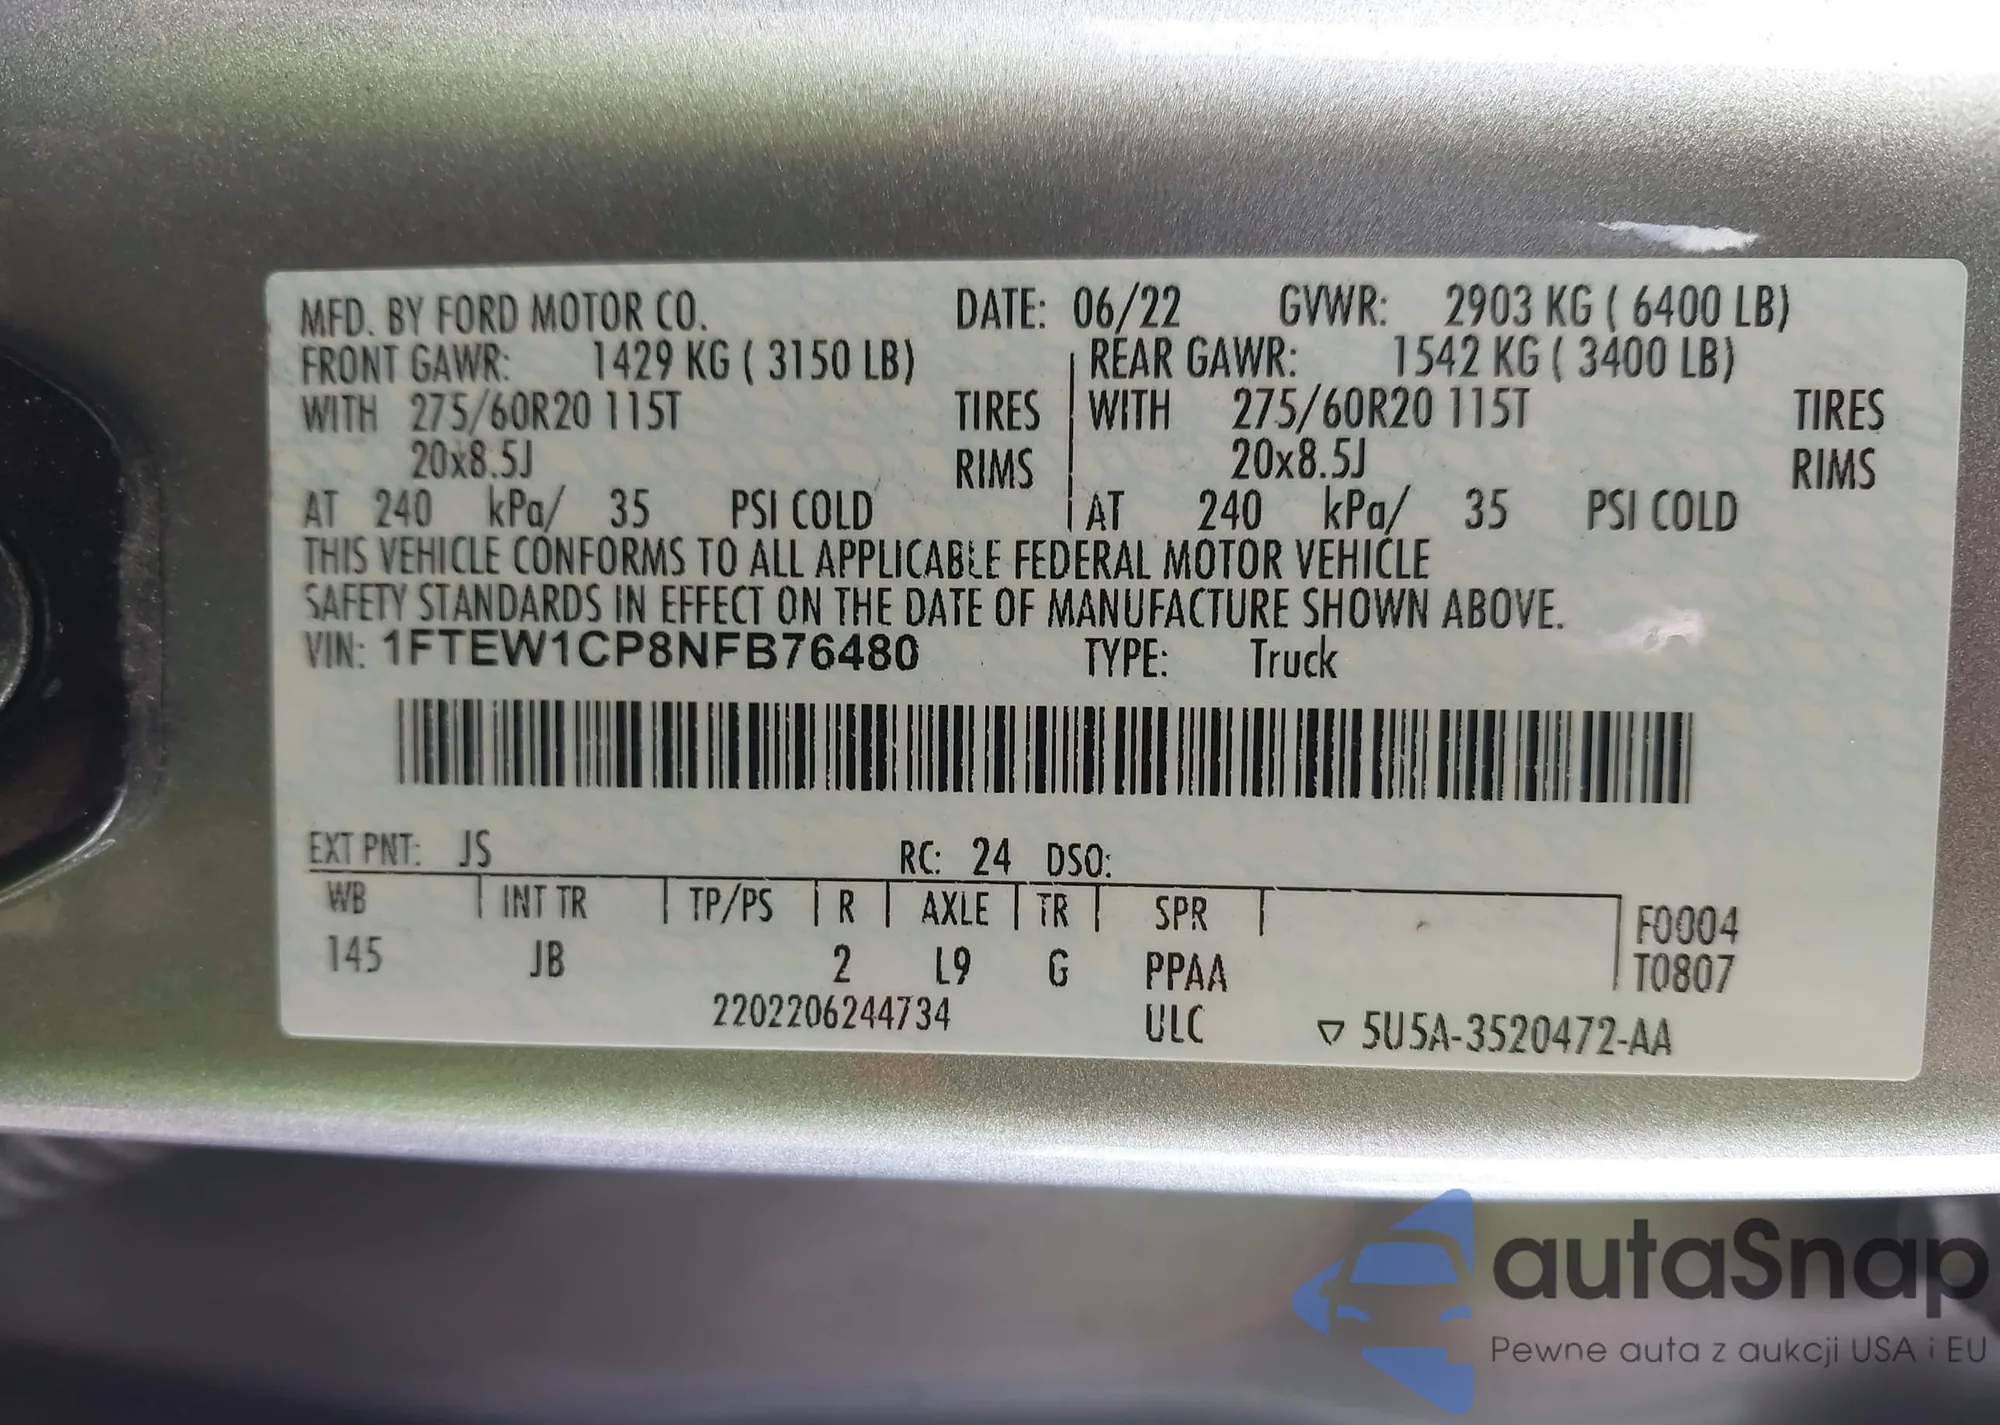 MFD. BY FORD MOTOR CO. DATE: 06/22 GVWR: 2903 KG ( 6400 LB)
FRONT GAWR: 1429 KG ( 3150 LB) REAR GAWR: 1542 KG ( 3400 LB)
WITH 275/60R20 115T TIRES WITH 275/60R20 115T TIRES
20x8.5J RIMS 20x8.5J RIMS
AT 240 kPa/ 35 PSI COLD AT 240 kPa/ 35 PSI COLD
THIS VEHICLE CONFORMS TO ALL APPLICABLE FEDERAL MOTOR VEHICLE
SAFETY STANDARDS IN EFFECT ON THE DATE OF MANUFACTURE SHOWN ABOVE.
VIN: 1FTEW1CP8NFB76480 TYPE: Truck
EXT PNT: JS RC: 24 DSO:
WB INT TR TP/PS R AXLE TR SPR F0004
145 JB 2 L9 G PPAA T0807
2202206244734 ULC ▽ 5U5A-3520472-AA
autaSnap
Pewne auta z aukcji USA i EU